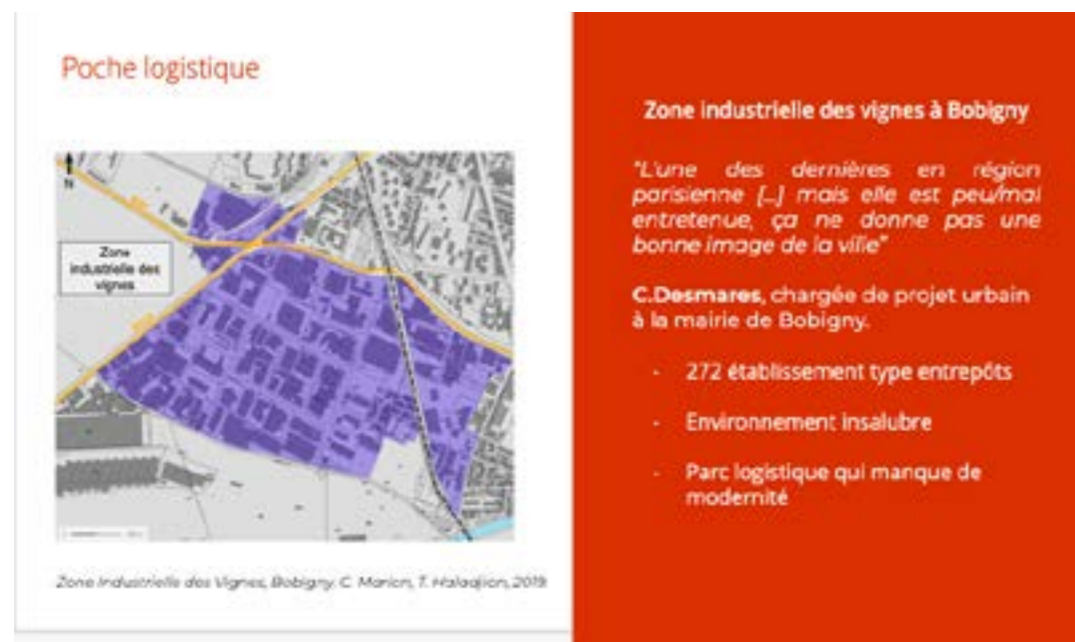 Poche logistique
N
Zone
industrielle des
vignes
Zone Industrielle des Vignes, Bobigny. C. Marion, T. Haladjian, 2019
Zone industrielle des vignes à Bobigny
"L'une des dernières en région
parisienne [...] mais elle est peu/mal
entretenue, ça ne donne pas une
bonne image de la ville"
C.Desmares, chargée de projet urbain
à la mairie de Bobigny.
- 272 établissement type entrepôts
- Environnement insalubre
- Parc logistique qui manque de
modernité